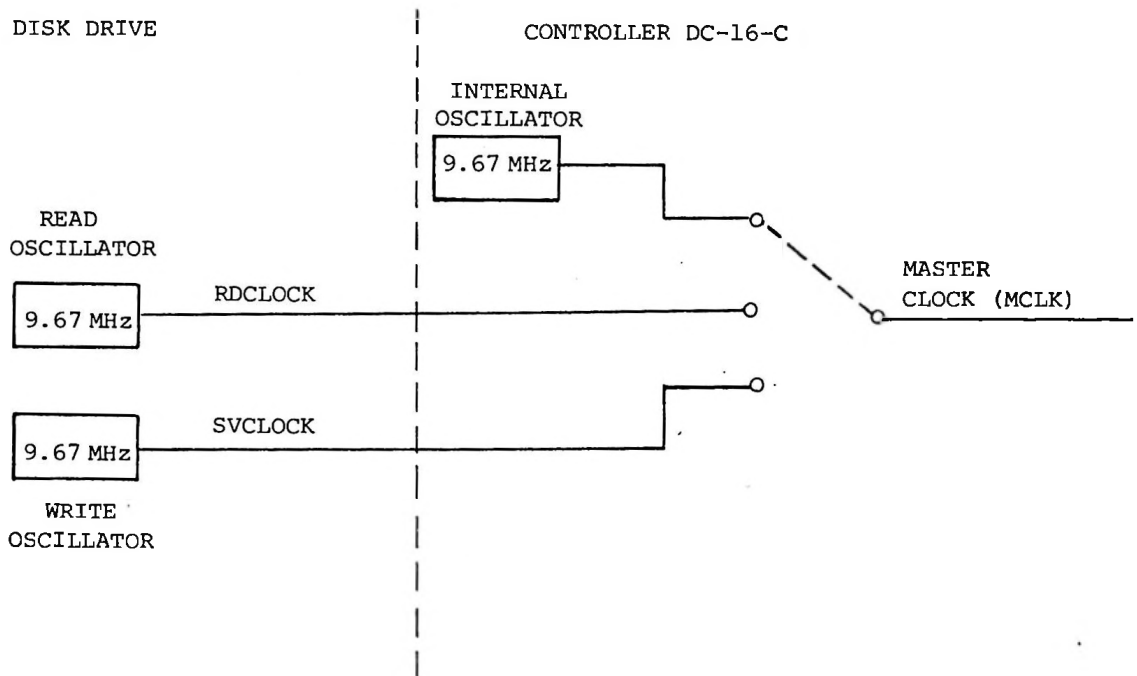 DISK DRIVE
CONTROLLER DC-16-C
INTERNAL
OSCILLATOR
9.67 MHz
READ
OSCILLATOR
9.67 MHz
RDCLOCK
MASTER
CLOCK (MCLK)
9.67 MHz
SVCLOCK
WRITE
OSCILLATOR